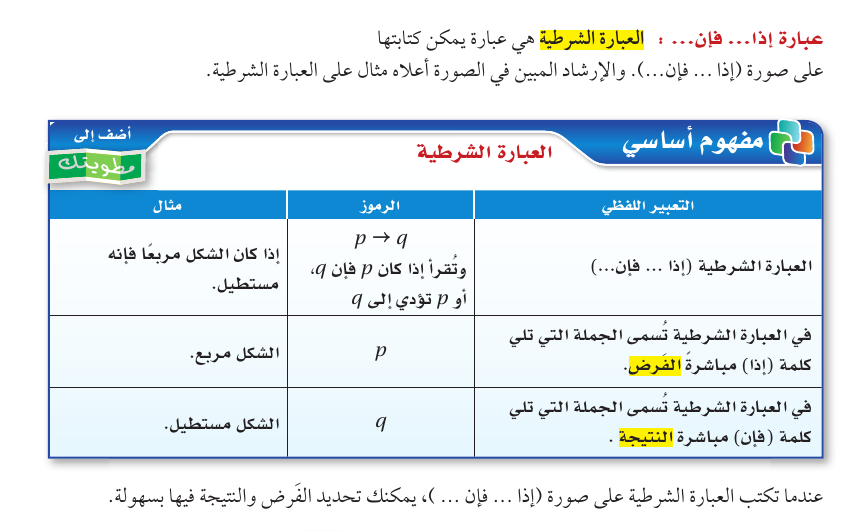 عبارة إذا... فإن... : العبارة الشرطية هي عبارة يمكن كتابتها
على صورة (إذا ... فإن...). والإرشاد المبين في الصورة أعلاه مثال على العبارة الشرطية.
مفهوم أساسي
العبارة الشرطية
أضف إلى
مطويتك
التعبير اللفظي
الرموز
مثال
العبارة الشرطية (إذا ... فإن...)
p → q
وتُقرأ إذا كان p فإن q،
أو p تؤدي إلى q
إذا كان الشكل مربعًا فإنه
مستطيل.
في العبارة الشرطية تُسمى الجملة التي تلي
كلمة (إذا) مباشرةً الفَرض.
p
الشكل مربع.
في العبارة الشرطية تُسمى الجملة التي تلي
كلمة (فإن) مباشرة النتيجة .
q
الشكل مستطيل.
عندما تكتب العبارة الشرطية على صورة (إذا ... فإن ... )، يمكنك تحديد الفَرض والنتيجة فيها بسهولة.